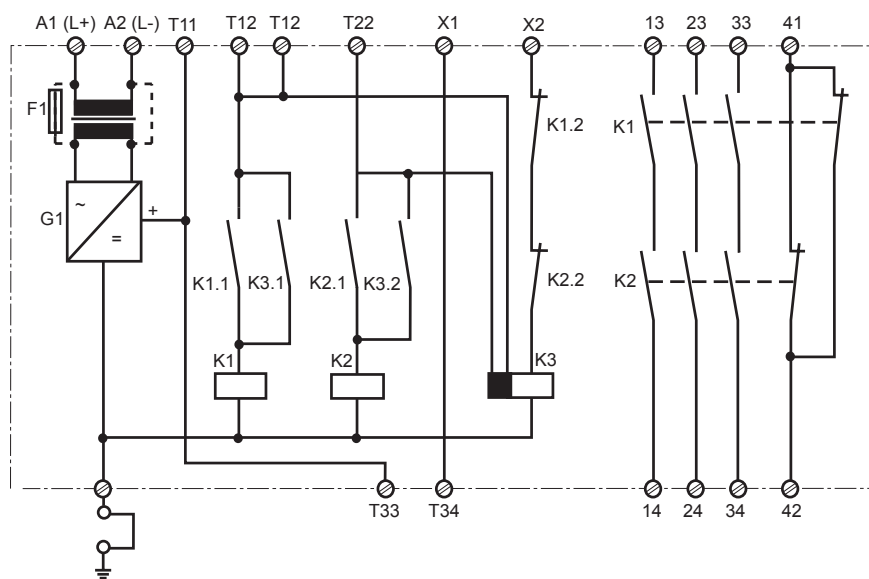 A1 (L+) A2 (L-) T11 T12 T12 T22 X1 X2 13 23 33 41
F1
K1.2 K1
G1 ~ = +
K1.1 K3.1 K2.1 K3.2 K2.2 K2
K1 K2 K3
T33 T34 14 24 34 42